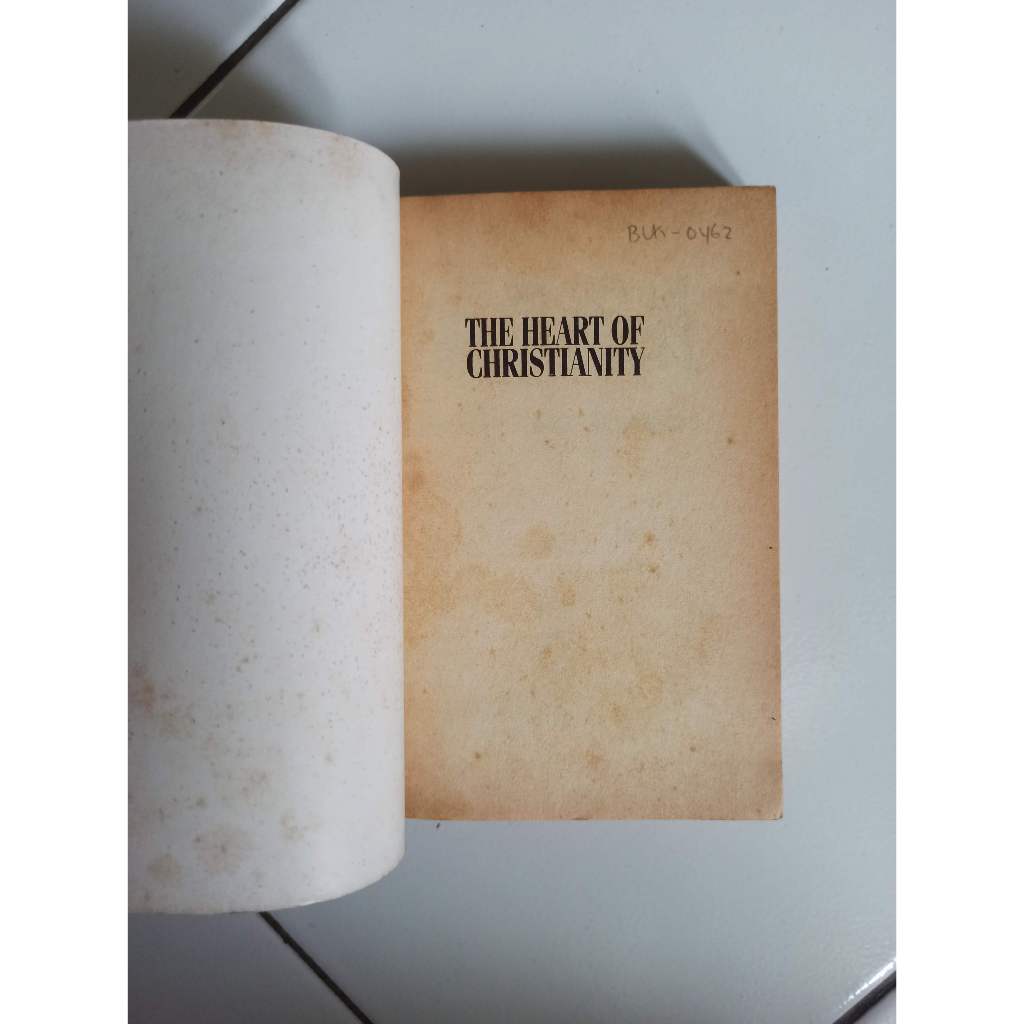 BUK-0462
THE HEART OF
CHRISTIANITY